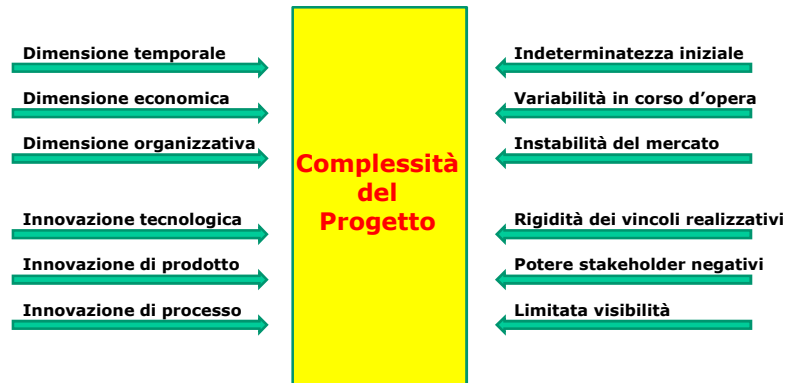 Dimensione temporale
Dimensione economica
Dimensione organizzativa
Innovazione tecnologica
Innovazione di prodotto
Innovazione di processo
Complessità
del
Progetto
Indeterminatezza iniziale
Variabilità in corso d'opera
Instabilità del mercato
Rigidità dei vincoli realizzativi
Potere stakeholder negativi
Limitata visibilità